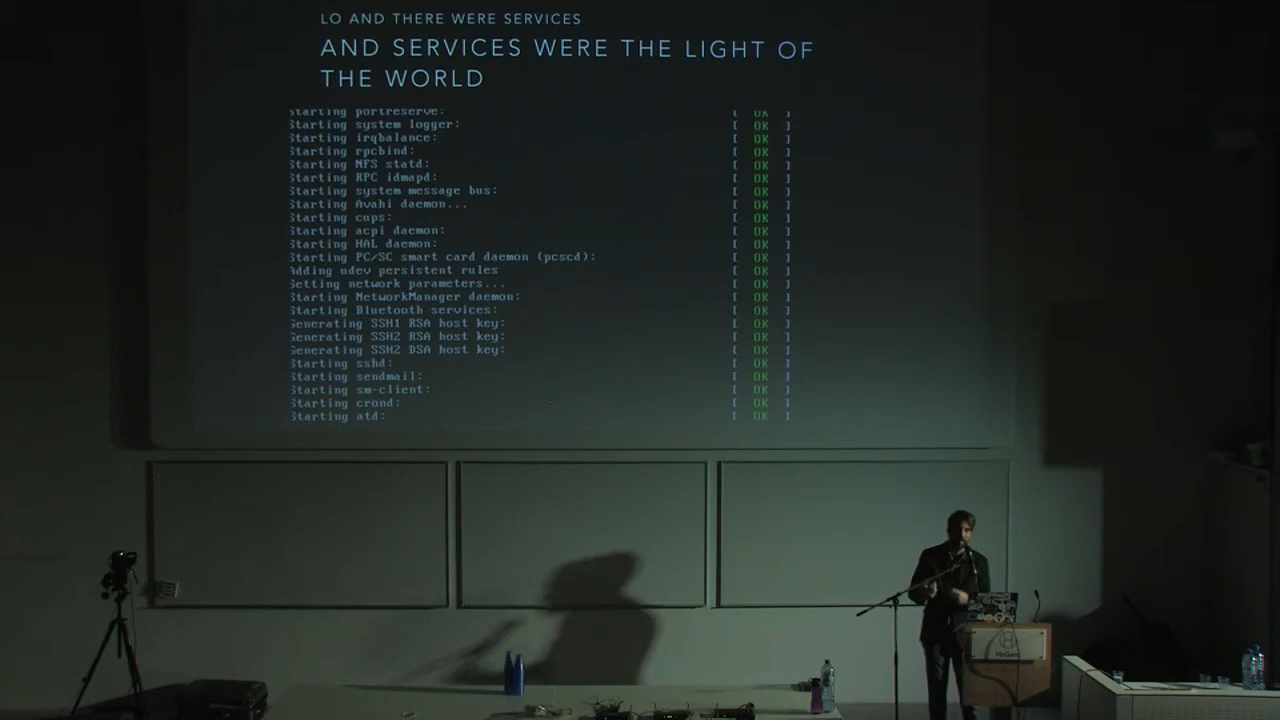 LO AND THERE WERE SERVICES
AND SERVICES WERE THE LIGHT OF
THE WORLD
Starting portreserve: [ OK ]
Starting system logger: [ OK ]
Starting irqbalance: [ OK ]
Starting rpcbind: [ OK ]
Starting NFS statd: [ OK ]
Starting RPC idmapd: [ OK ]
Starting system message bus: [ OK ]
Starting Avahi daemon... [ OK ]
Starting cups: [ OK ]
Starting acpi daemon: [ OK ]
Starting HAL daemon: [ OK ]
Starting PC/SC smart card daemon (pcscd): [ OK ]
Adding udev persistent rules [ OK ]
Setting network parameters... [ OK ]
Starting NetworkManager daemon: [ OK ]
Starting Bluetooth services: [ OK ]
Generating SSH1 RSA host key: [ OK ]
Generating SSH2 RSA host key: [ OK ]
Generating SSH2 DSA host key: [ OK ]
Starting sshd: [ OK ]
Starting sendmail: [ OK ]
Starting sm-client: [ OK ]
Starting crond: [ OK ]
Starting atd: [ OK ]